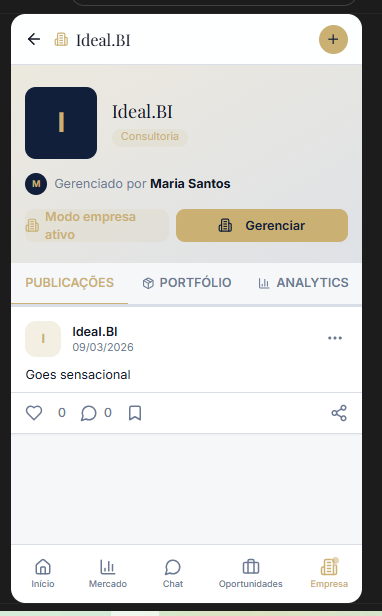 Ideal.BI
I
Ideal.BI
Consultoria
M
Gerenciado por Maria Santos
Modo empresa
ativo
Gerenciar
PUBLICAÇÕES
PORTFÓLIO
ANALYTICS
I
Ideal.BI
09/03/2026
Goes sensacional
0
0
Início
Mercado
Chat
Oportunidades
Empresa